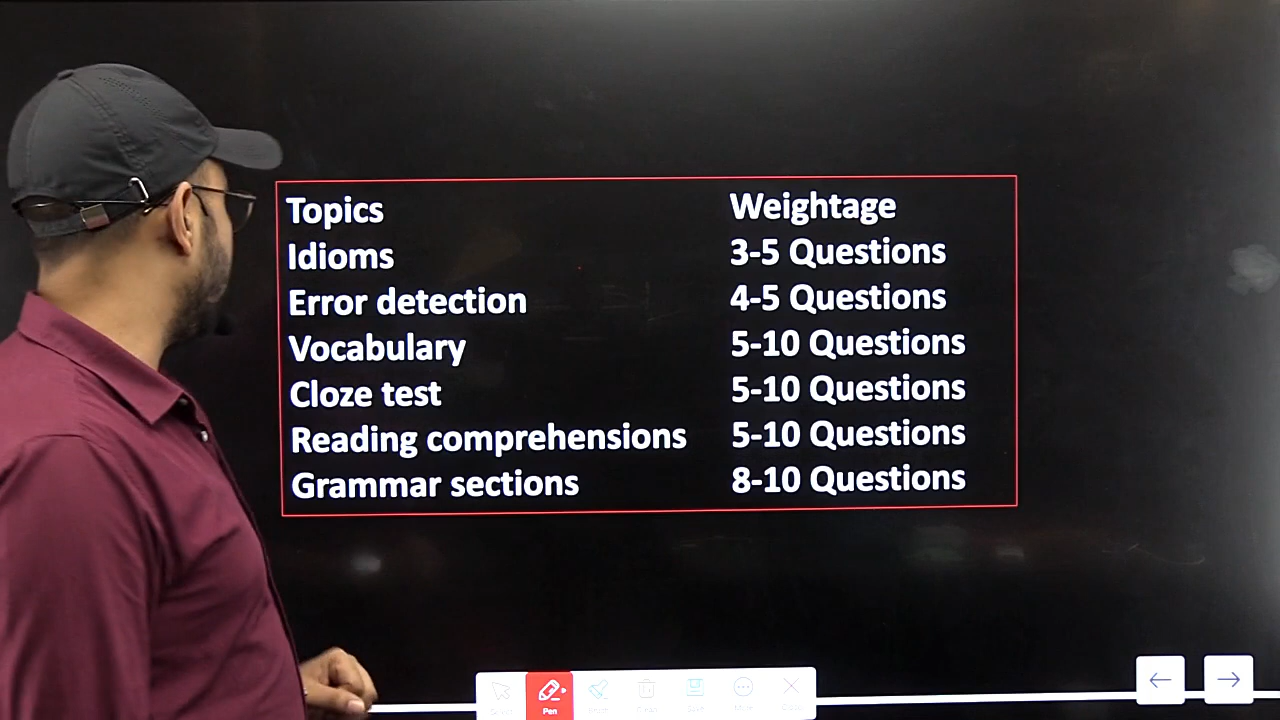 Topics Weightage
Idioms 3-5 Questions
Error detection 4-5 Questions
Vocabulary 5-10 Questions
Cloze test 5-10 Questions
Reading comprehensions 5-10 Questions
Grammar sections 8-10 Questions
Pen